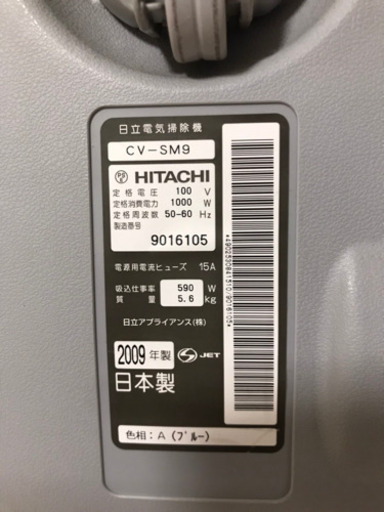 日立電気掃除機
CV-SM9
PS E HITACHI
定格電圧 100 V
定格消費電力 1000 W
定格周波数 50-60 Hz
製造番号
9016105
電源用電流ヒューズ 15A
吸込仕事率 590 W
質量 5.6 kg
日立アプライアンス(株)
2009 年製 S JET
日本製
色相:A(ブルー)